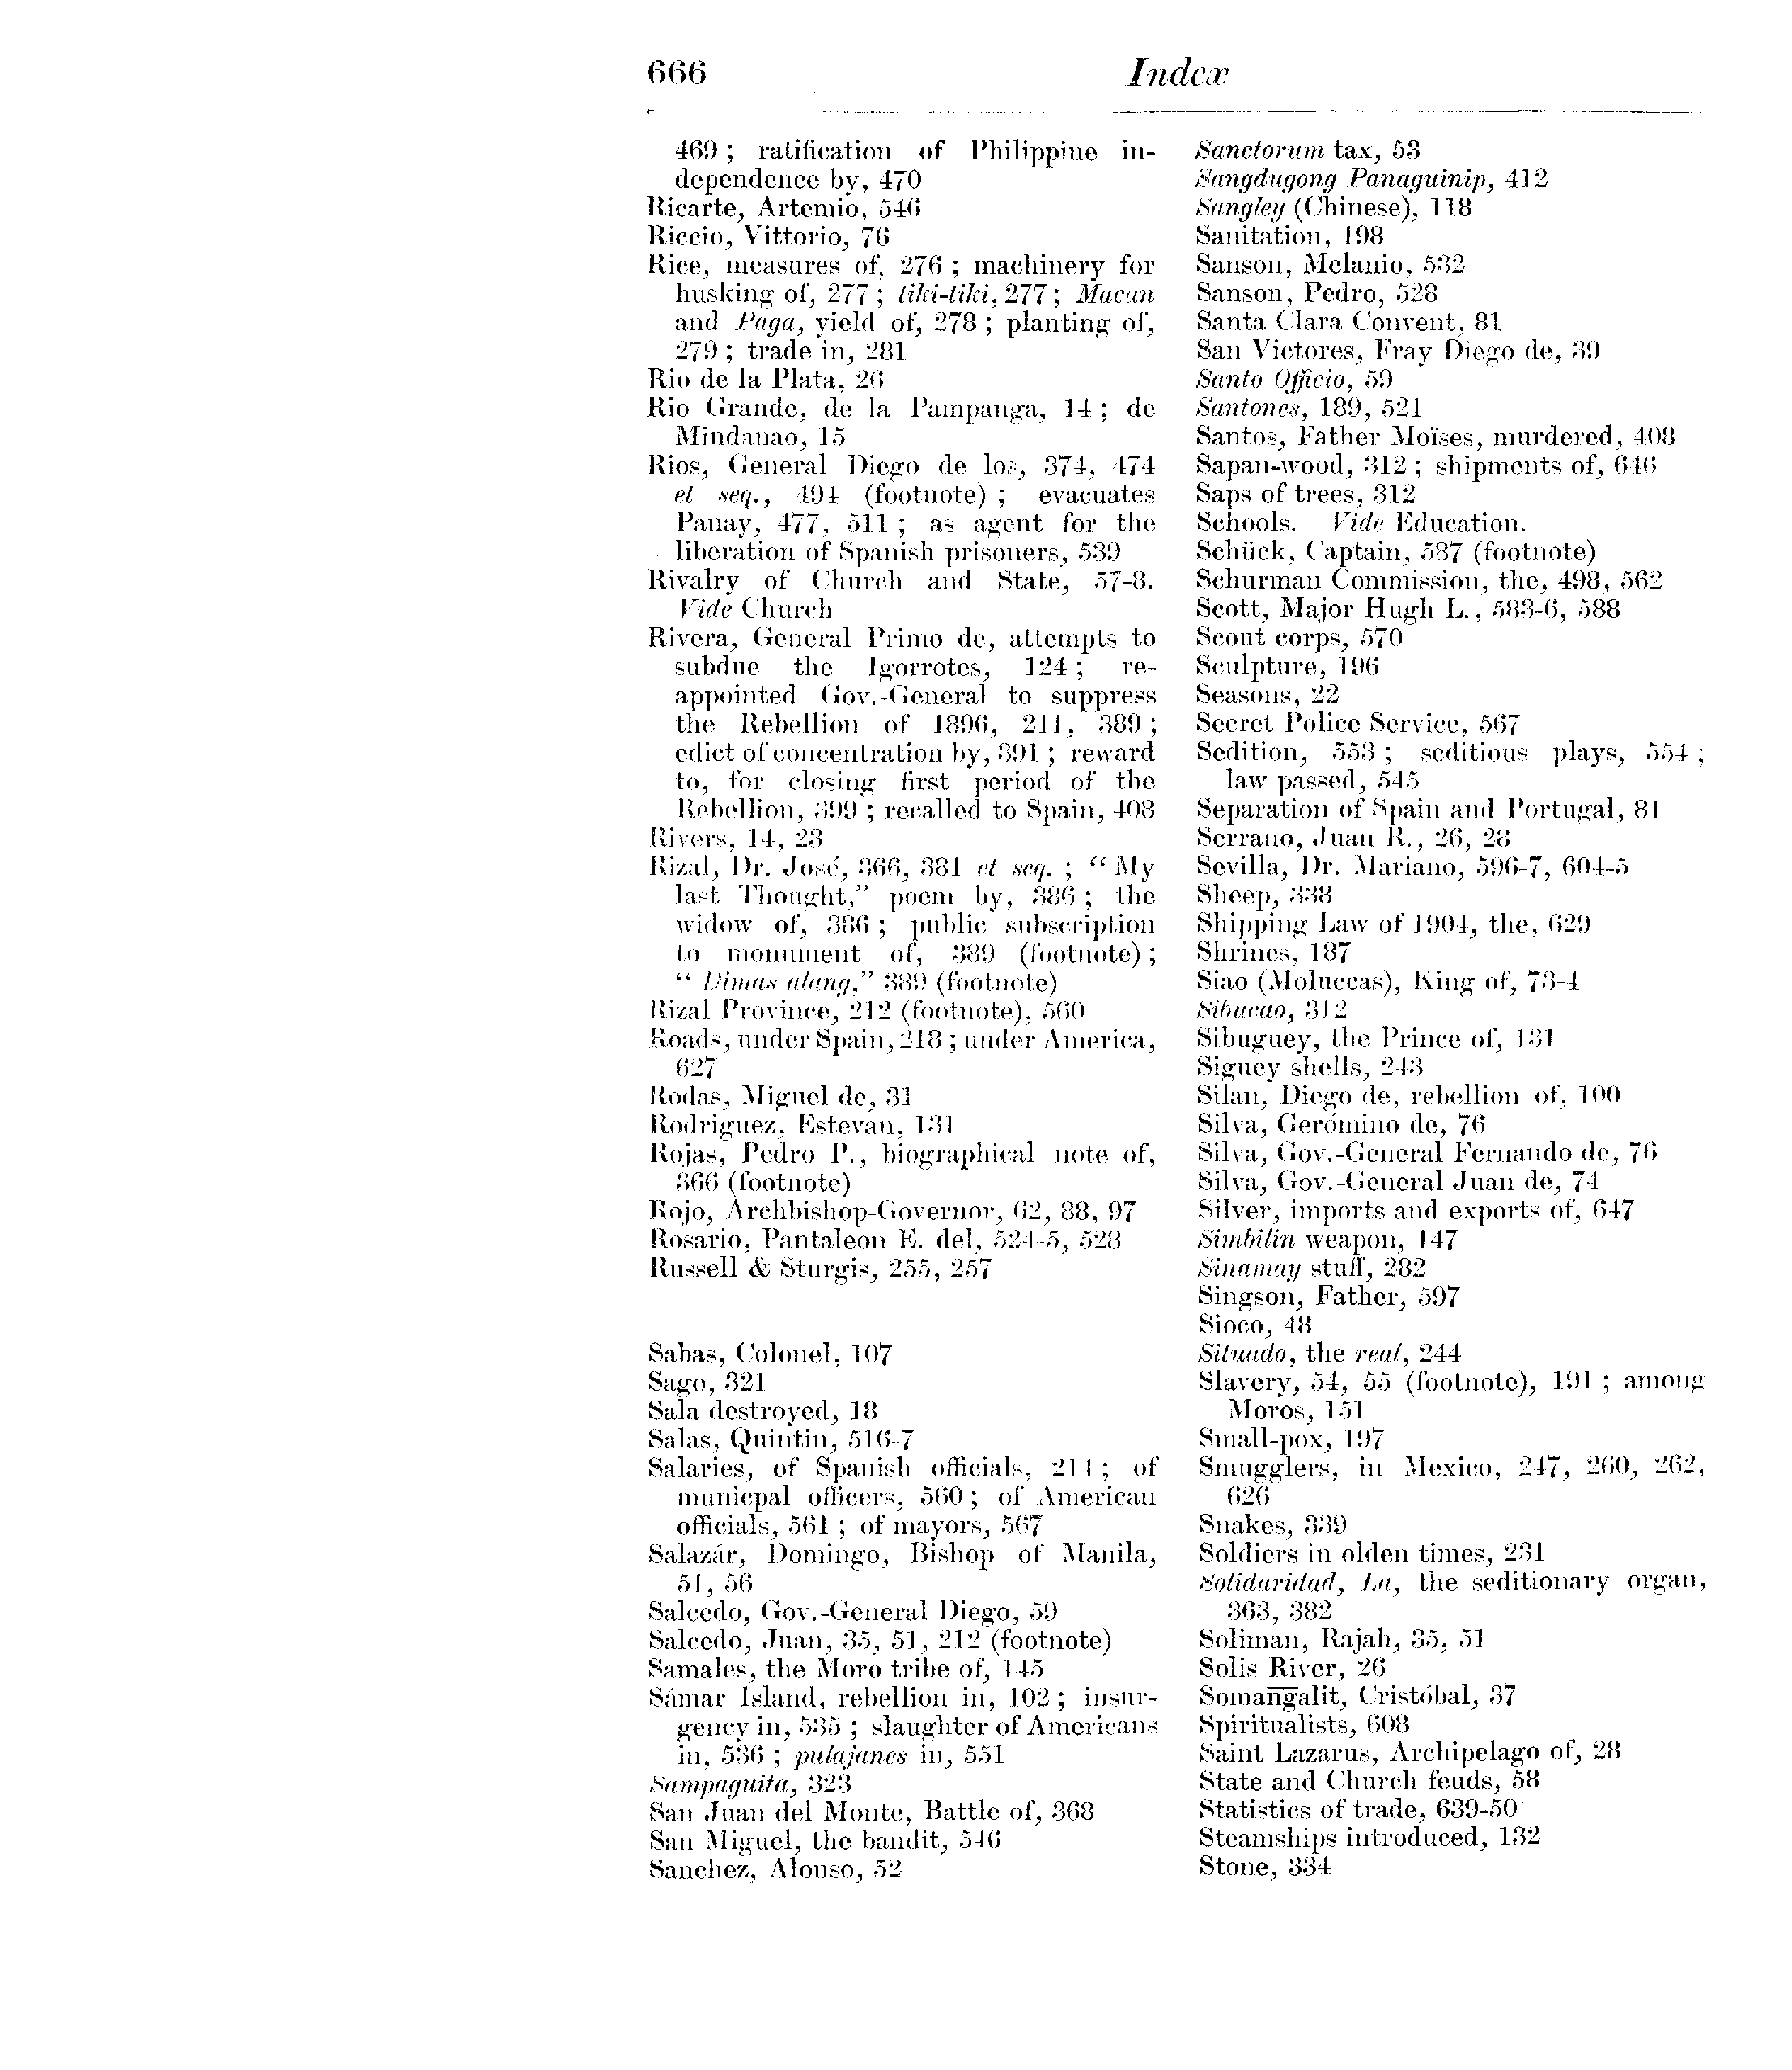 666 Index
469 ; ratification of Philippine in-
dependence by, 470
Ricarte, Artemio, 546
Riccio, Vittorio, 76
Rice, measures of, 276 ; machinery for
husking of, 277 ; tiki-tiki, 277 ; Macan
and Paga, yield of, 278 ; planting of,
279 ; trade in, 281
Rio de la Plata, 26
Rio Grande, de la Pampanga, 14 ; de
Mindanao, 15
Rios, General Diego de los, 374, 474
et seq., 494 (footnote) ; evacuates
Panay, 477, 511 ; as agent for the
liberation of Spanish prisoners, 539
Rivalry of Church and State, 57-8.
Vide Church
Rivera, General Primo de, attempts to
subdue the Igorrotes, 124 ; re-
appointed Gov.-General to suppress
the Rebellion of 1896, 211, 389 ;
edict of concentration by, 391 ; reward
to, for closing first period of the
Rebellion, 399 ; recalled to Spain, 408
Rivers, 14, 23
Rizal, Dr. José, 366, 381 et seq. ; “ My
last Thought,” poem by, 386 ; the
widow of, 386 ; public subscription
to monument of, 389 (footnote) ;
“ Dimas alang,” 389 (footnote)
Rizal Province, 212 (footnote), 560
Roads, under Spain, 218 ; under America,
627
Rodas, Miguel de, 31
Rodriguez, Estevan, 131
Rojas, Pedro P., biographical note of,
366 (footnote)
Rojo, Archbishop-Governor, 62, 88, 97
Rosario, Pantaleon E. del, 524-5, 528
Russell & Sturgis, 255, 257
Sabas, Colonel, 107
Sago, 321
Sala destroyed, 18
Salas, Quintin, 516-7
Salaries, of Spanish officials, 214 ; of
municpal officers, 560 ; of American
officials, 561 ; of mayors, 567
Salazár, Domingo, Bishop of Manila,
51, 56
Salcedo, Gov.-General Diego, 59
Salcedo, Juan, 35, 51, 212 (footnote)
Samales, the Moro tribe of, 145
Sámar Island, rebellion in, 102 ; insur-
gency in, 535 ; slaughter of Americans
in, 536 ; pulajanes in, 551
Sampaguita, 323
San Juan del Monte, Battle of, 368
San Miguel, the bandit, 546
Sanchez, Alonso, 52
Sanctorum tax, 53
Sangdugong Panaguinip, 412
Sangley (Chinese), 118
Sanitation, 198
Sanson, Melanio, 532
Sanson, Pedro, 528
Santa Clara Convent, 81
San Victores, Fray Diego de, 39
Santo Officio, 59
Santones, 189, 521
Santos, Father Moïses, murdered, 408
Sapan-wood, 312 ; shipments of, 646
Saps of trees, 312
Schools. Vide Education.
Schück, Captain, 587 (footnote)
Schurman Commission, the, 498, 562
Scott, Major Hugh L., 583-6, 588
Scout corps, 570
Sculpture, 196
Seasons, 22
Secret Police Service, 567
Sedition, 553 ; seditious plays, 554 ;
law passed, 545
Separation of Spain and Portugal, 81
Serrano, Juan R., 26, 28
Sevilla, Dr. Mariano, 596-7, 604-5
Sheep, 338
Shipping Law of 1904, the, 629
Shrines, 187
Siao (Moluccas), King of, 73-4
Sibucao, 312
Sibuguey, the Prince of, 131
Siguey shells, 243
Silan, Diego de, rebellion of, 100
Silva, Gerómino de, 76
Silva, Gov.-General Fernando de, 76
Silva, Gov.-General Juan de, 74
Silver, imports and exports of, 647
Simbilin weapon, 147
Sinamay stuff, 282
Singson, Father, 597
Sioco, 48
Situado, the real, 244
Slavery, 54, 55 (footnote), 191 ; among
Moros, 151
Small-pox, 197
Smugglers, in Mexico, 247, 260, 262,
626
Snakes, 339
Soldiers in olden times, 231
Solidaridad, La, the seditionary organ,
363, 382
Soliman, Rajah, 35, 51
Solis River, 26
Soman͠galit, Cristóbal, 37
Spiritualists, 608
Saint Lazarus, Archipelago of, 28
State and Church feuds, 58
Statistics of trade, 639-50
Steamships introduced, 132
Stone, 334